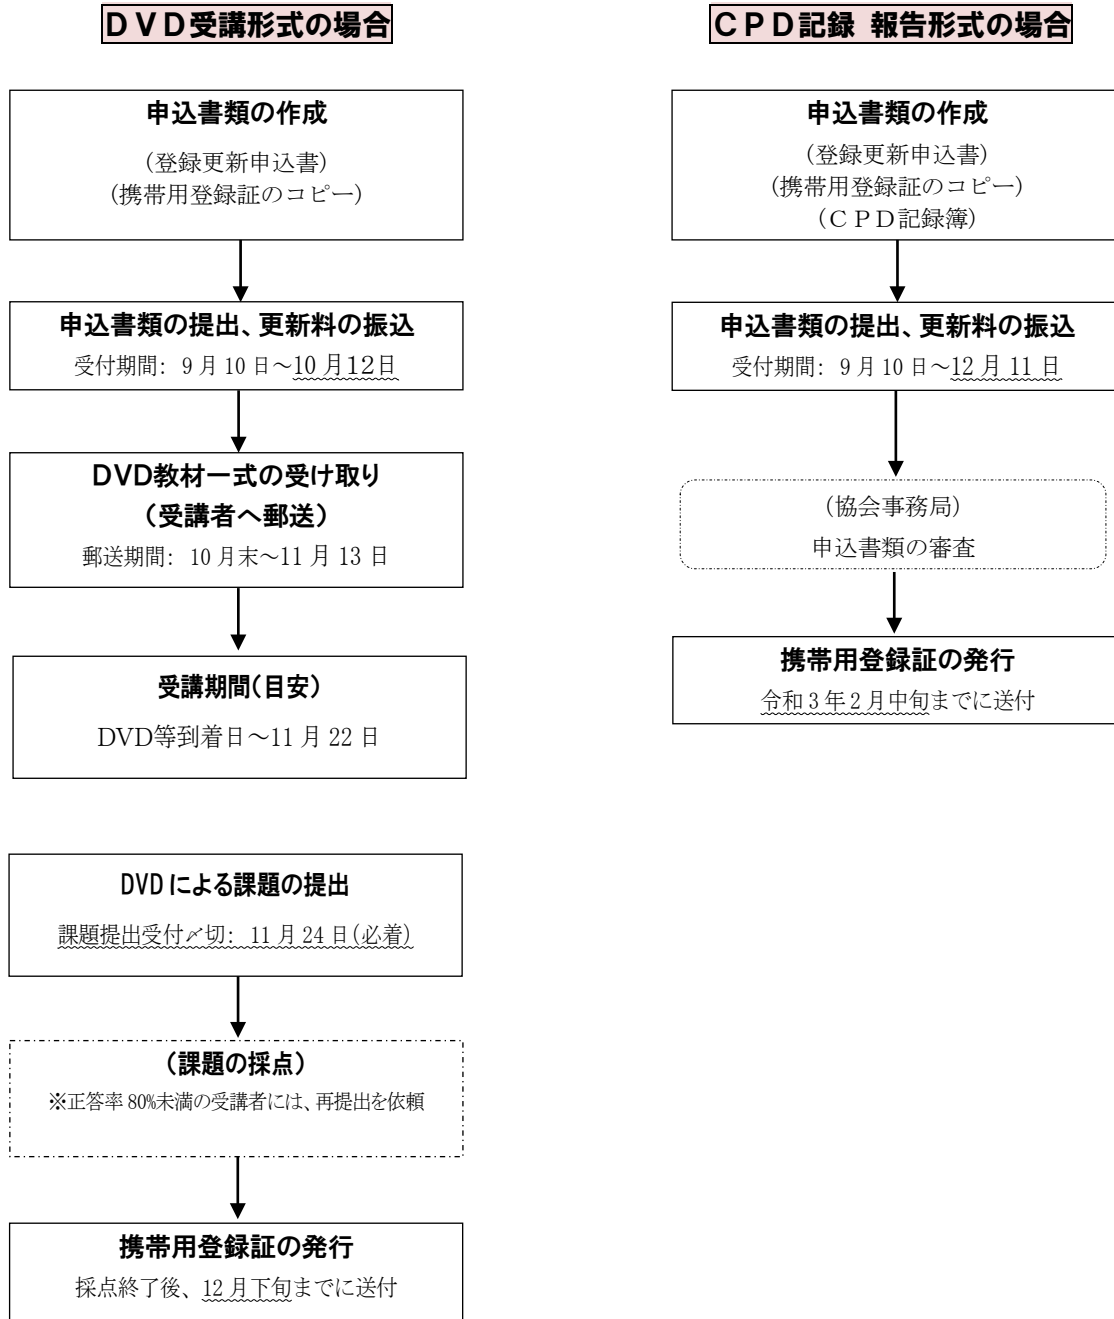 DVD受講形式の場合
申込書類の作成
(登録更新申込書)
(携帯用登録証のコピー)
申込書類の提出、更新料の振込
受付期間: 9月10日～10月12日
DVD教材一式の受け取り
(受講者へ郵送)
郵送期間: 10月末～11月13日
受講期間(目安)
DVD等到着日～11月22日
DVDによる課題の提出
課題提出受付〆切: 11月24日(必着)
(課題の採点)
※正答率80%未満の受講者には、再提出を依頼
携帯用登録証の発行
採点終了後、12月下旬までに送付
CPD記録 報告形式の場合
申込書類の作成
(登録更新申込書)
(携帯用登録証のコピー)
(CPD記録簿)
申込書類の提出、更新料の振込
受付期間: 9月10日～12月11日
(協会事務局)
申込書類の審査
携帯用登録証の発行
令和3年2月中旬までに送付